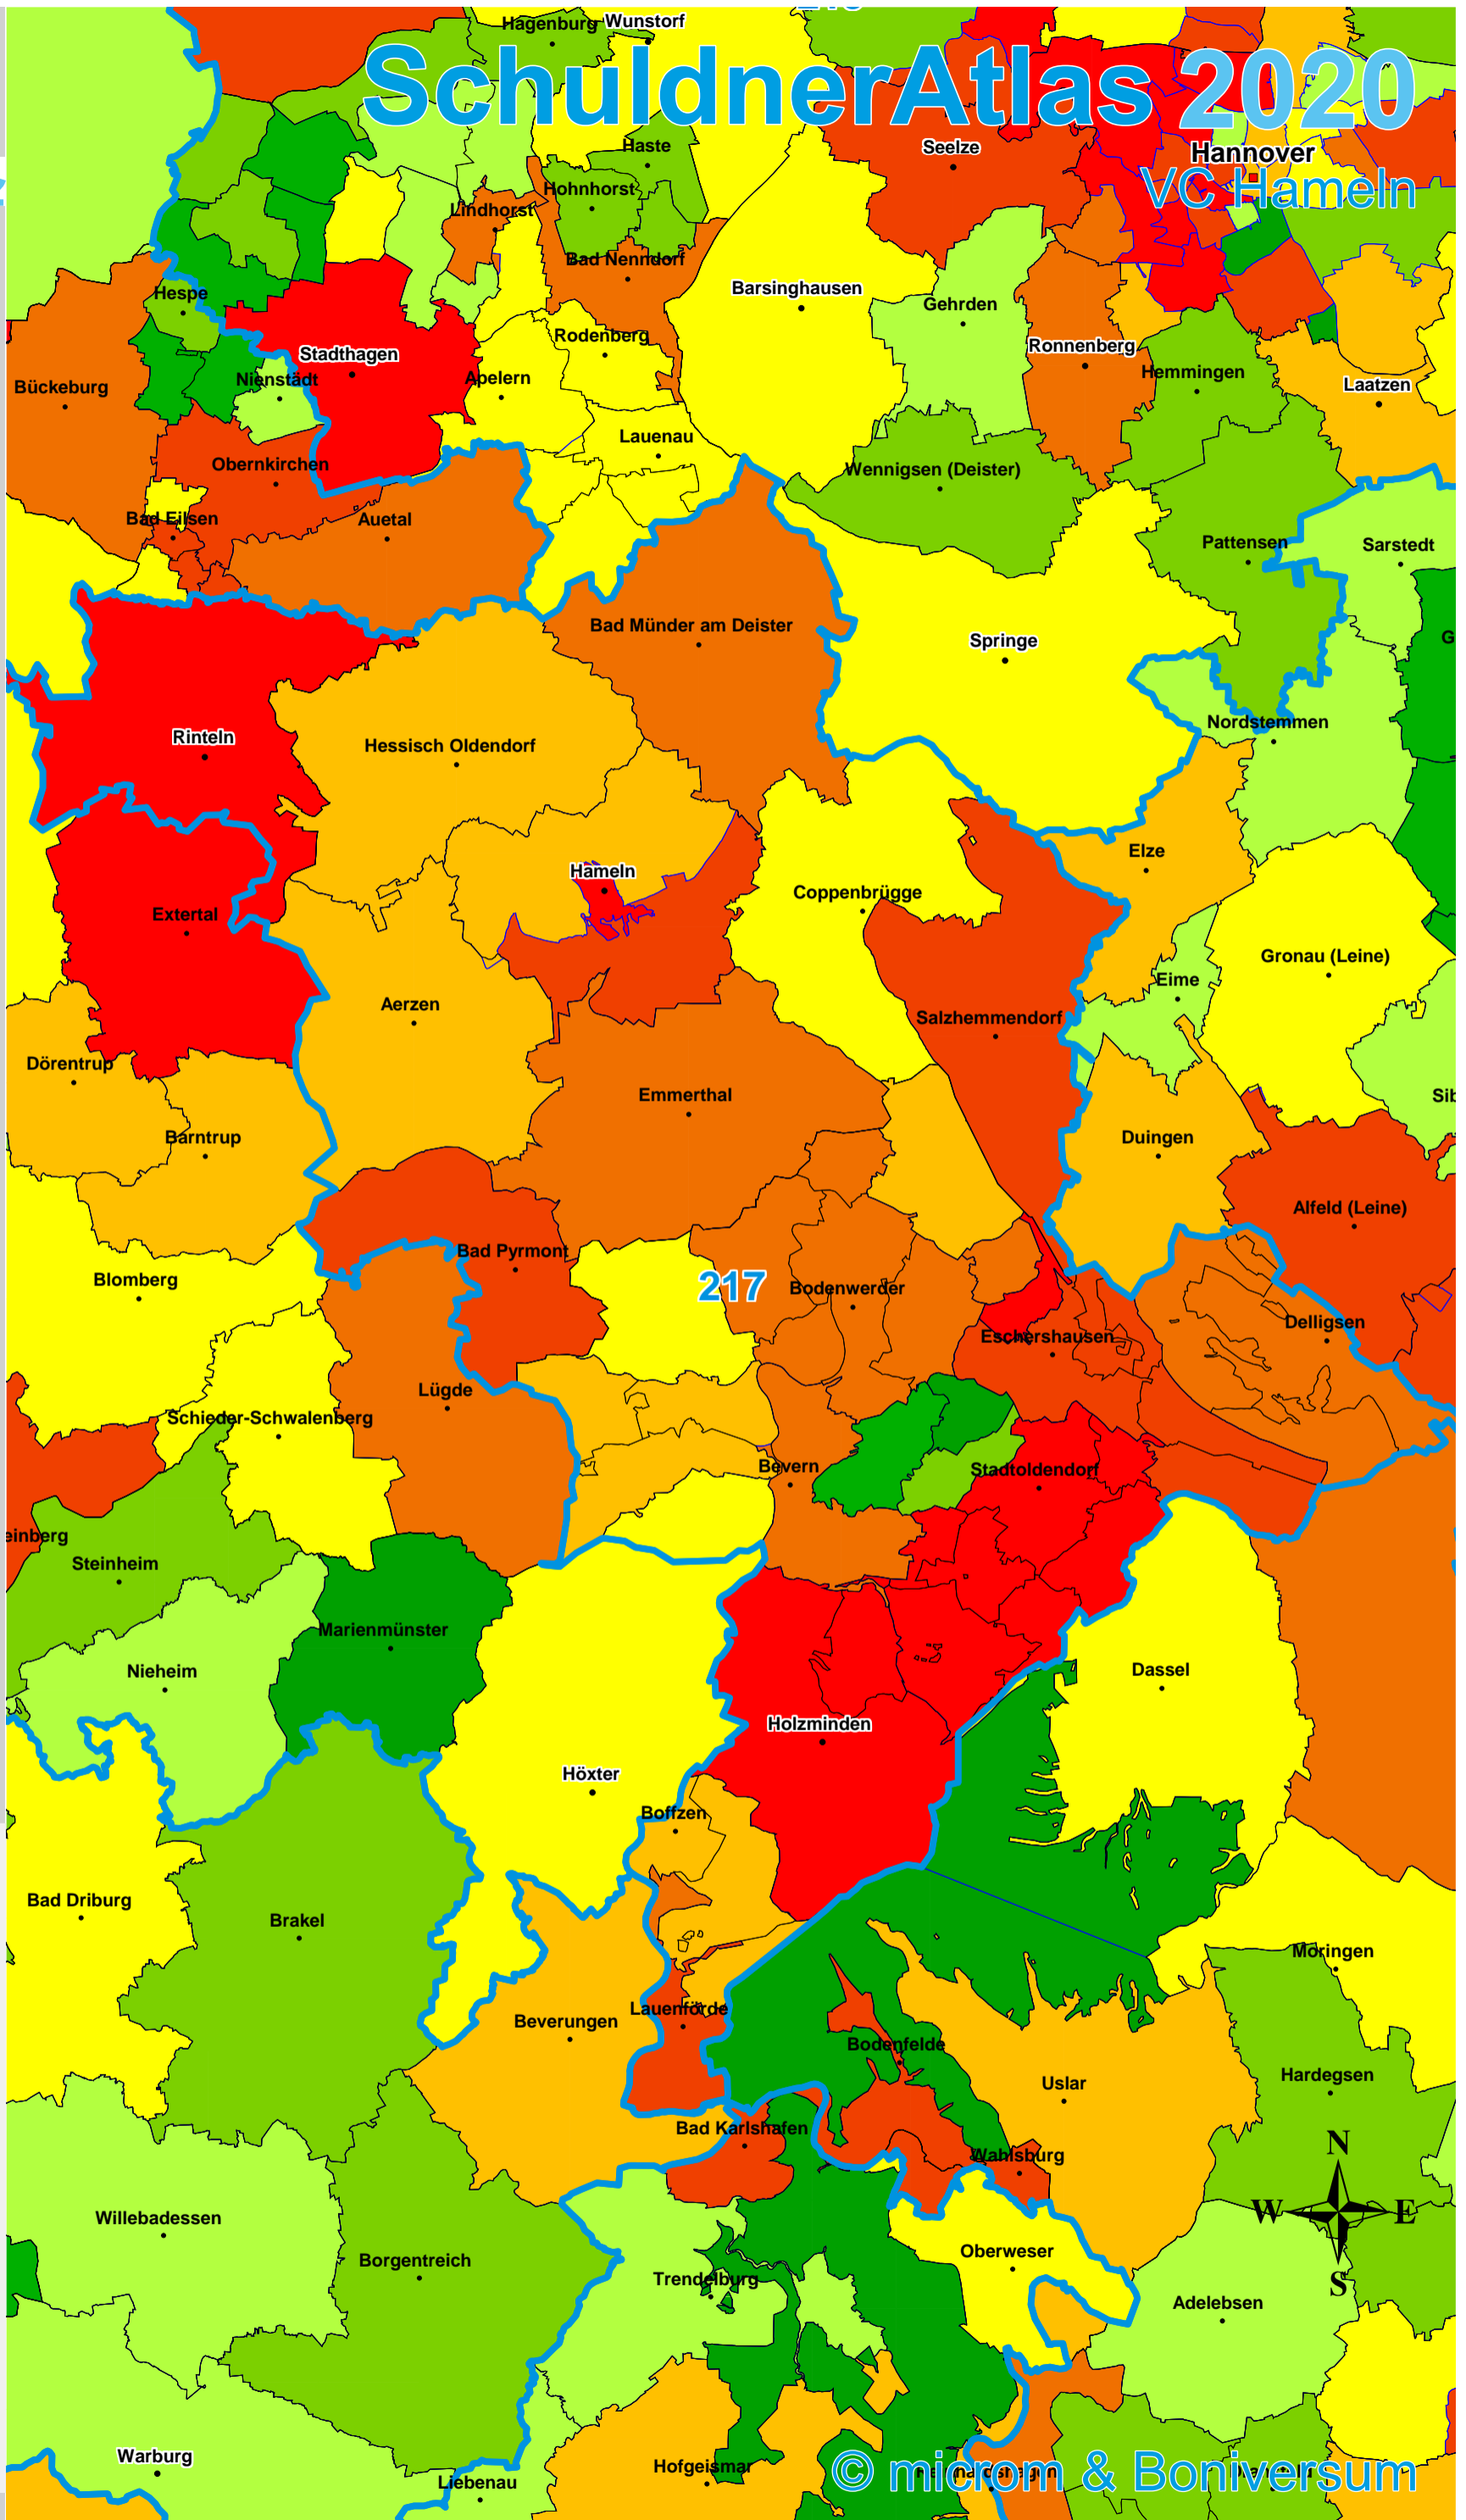 Hagenburg Wunstorf
SchuldnerAtlas 2020
Haste
Seelze
Hannover
VC Hameln
Hohnhorst
Lindhorst
Bad Nenndorf
Hespe
Barsinghausen
Gehrden
Rodenberg
Ronnenberg
Stadthagen
Hemmingen
Nienstädt
Apelern
Bückeburg
Laatzen
Lauenau
Obernkirchen
Wennigsen (Deister)
Bad Eilsen
Auetal
Pattensen
Sarstedt
Bad Münder am Deister
G
Springe
Nordstemmen
Rinteln
Hessisch Oldendorf
Elze
Hameln
Coppenbrügge
Extertal
Gronau (Leine)
Eime
Aerzen
Salzhemmendorf
Dörentrup
Emmerthal
Sib
Barntrup
Duingen
Alfeld (Leine)
Bad Pyrmont
Blomberg
217
Bodenwerder
Delligsen
Eschershausen
Lügde
Schieder-Schwalenberg
Bevern
Stadtoldendorf
einberg
Steinheim
Marienmünster
Nieheim
Dassel
Holzminden
Höxter
Boffzen
Bad Driburg
Brakel
Moringen
Lauenförde
Beverungen
Bodenfelde
Hardegsen
Uslar
Bad Karlshafen
N
Wahlsburg
W E
Willebadessen
Oberweser
Borgentreich
Trendelburg
S
Adelebsen
Warburg
Hofgeismar
© microm & Boniversum
Liebenau